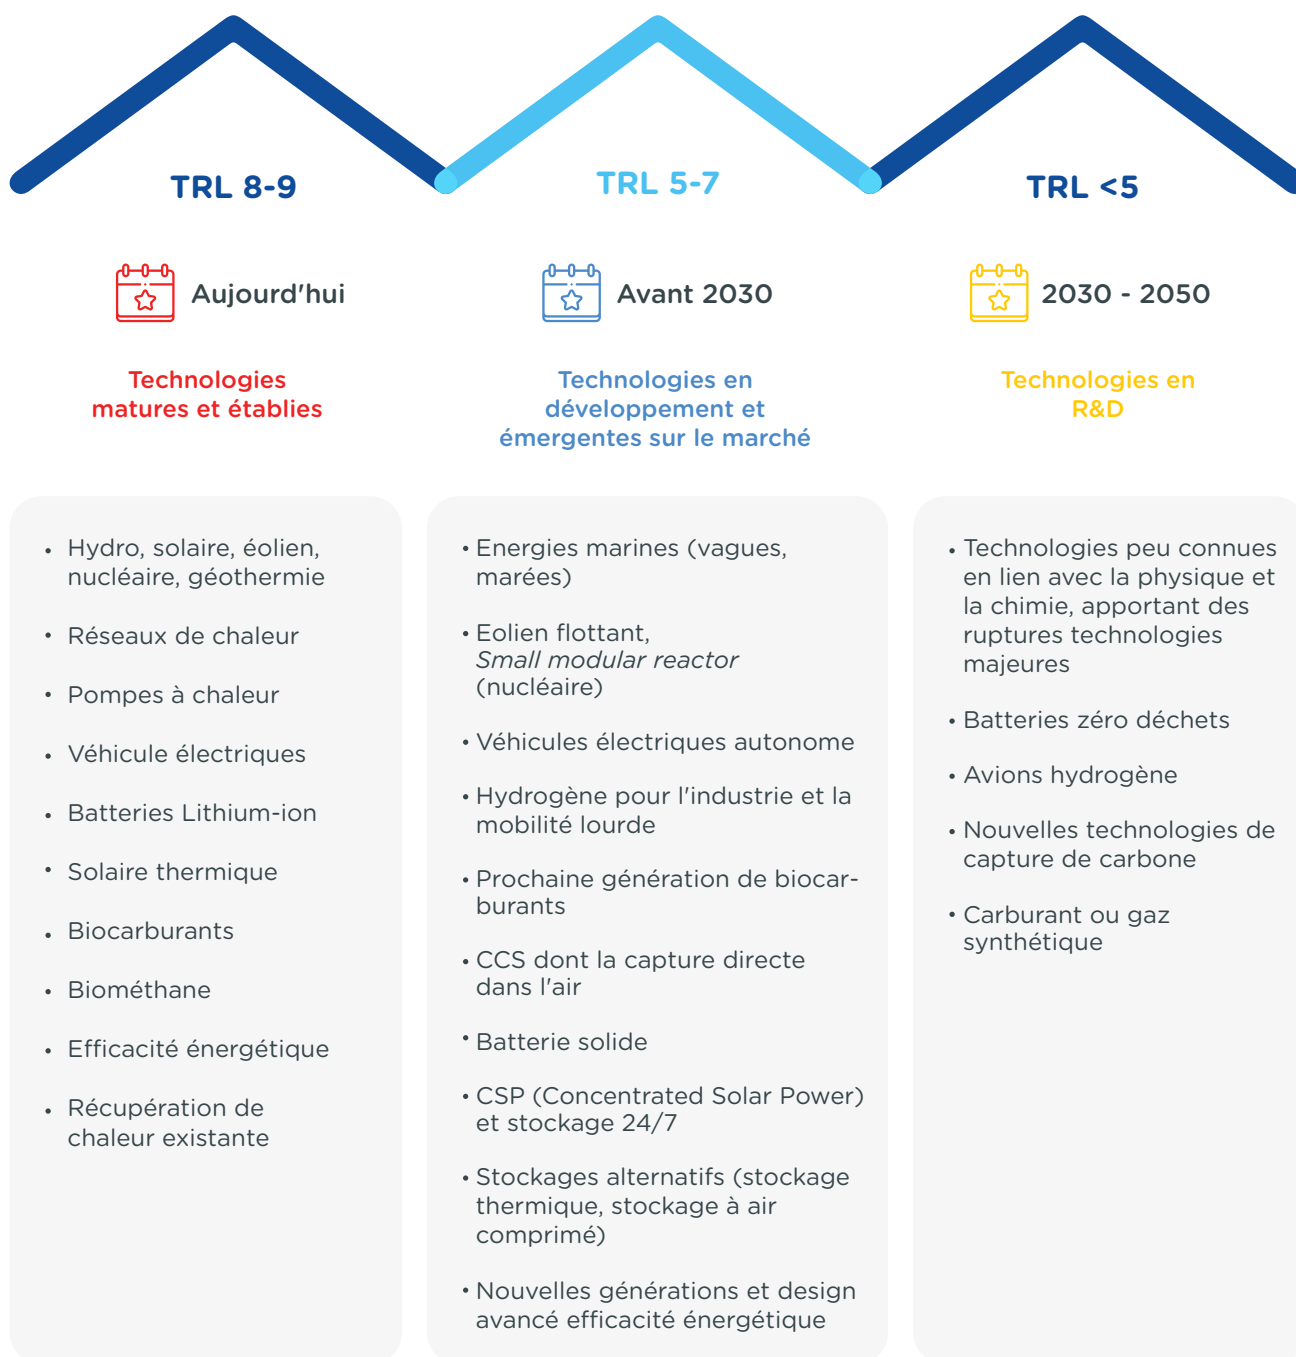 TRL 8-9
Aujourd'hui
Technologies
matures et établies
Hydro, solaire, éolien,
nucléaire, géothermie
Réseaux de chaleur
Pompes à chaleur
Véhicule électriques
Batteries Lithium-ion
Solaire thermique
Biocarburants
Biométhane
Efficacité énergétique
Récupération de
chaleur existante
TRL 5-7
Avant 2030
Technologies en
développement et
émergentes sur le marché
Energies marines (vagues,
marées)
Eolien flottant,
Small modular reactor
(nucléaire)
Véhicules électriques autonome
Hydrogène pour l'industrie et la
mobilité lourde
Prochaine génération de biocar-
burants
CCS dont la capture directe
dans l'air
Batterie solide
CSP (Concentrated Solar Power)
et stockage 24/7
Stockages alternatifs (stockage
thermique, stockage à air
comprimé)
Nouvelles générations et design
avancé efficacité énergétique
TRL <5
2030 - 2050
Technologies en
R&D
Technologies peu connues
en lien avec la physique et
la chimie, apportant des
ruptures technologies
majeures
Batteries zéro déchets
Avions hydrogène
Nouvelles technologies de
capture de carbone
Carburant ou gaz
synthétique